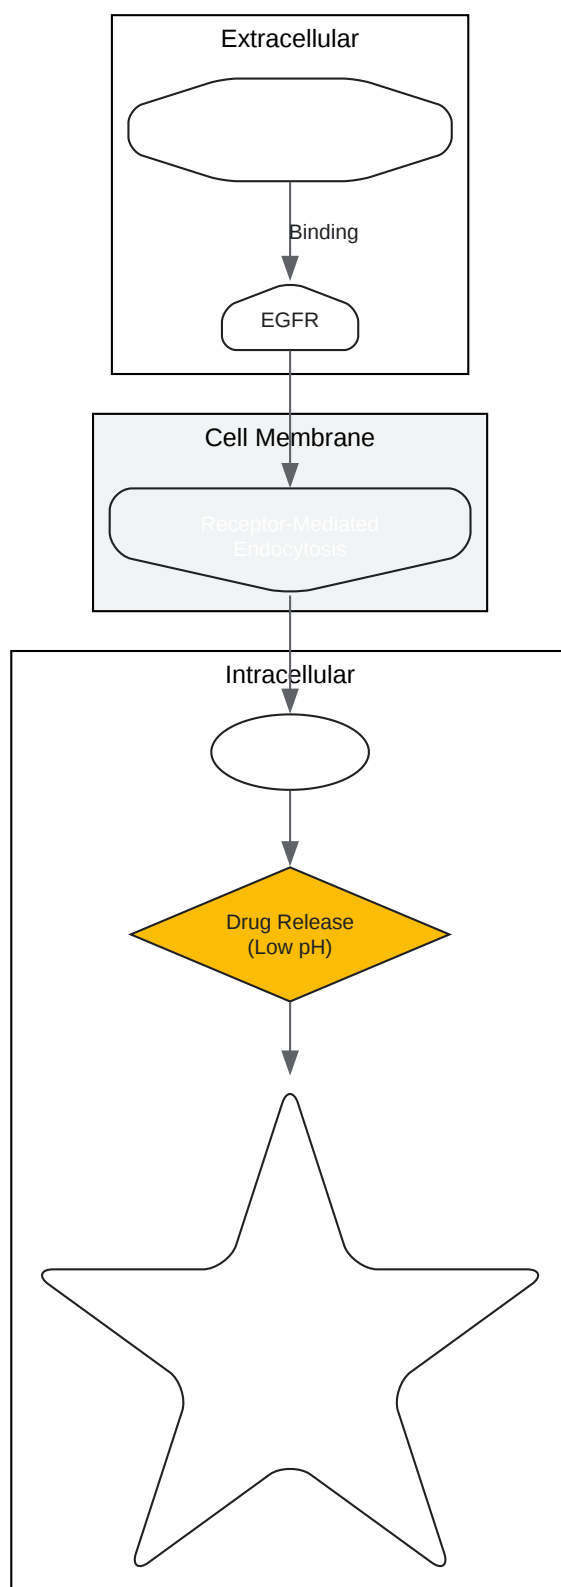 Extracellular
Binding
EGFR
Cell Membrane
Receptor-Mediated
Endocytosis
Intracellular
Drug Release
(Low pH)